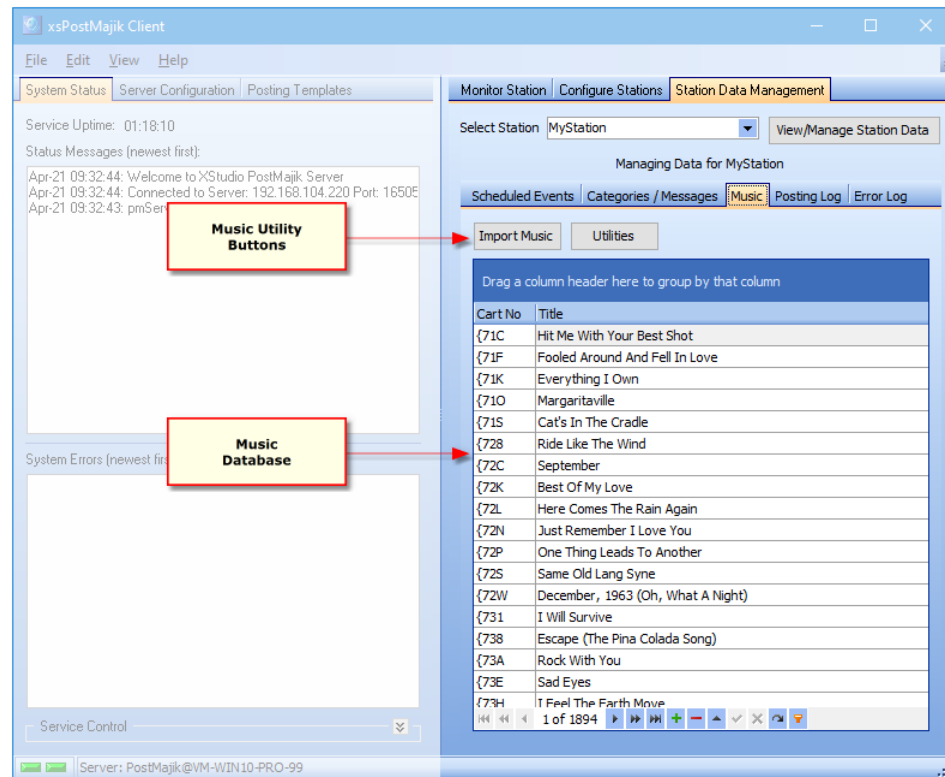 xsPostMajik Client
File Edit View Help
System Status Server Configuration Posting Templates
Service Uptime: 01:18:10
Status Messages (newest first):
Apr-21 09:32:44: Welcome to XStudio PostMajik Server
Apr-21 09:32:44: Connected to Server: 192.168.104.220 Port: 16505
Apr-21 09:32:43: pmServ
Music Utility
Buttons
Music
Database
System Errors (newest firs
Service Control
Monitor Station Configure Stations Station Data Management
Select Station MyStation View/Manage Station Data
Managing Data for MyStation
Scheduled Events Categories / Messages Music Posting Log Error Log
Import Music Utilities
Drag a column header here to group by that column
Cart No Title
{71C Hit Me With Your Best Shot
{71F Fooled Around And Fell In Love
{71K Everything I Own
{71O Margaritaville
{71S Cat's In The Cradle
{728 Ride Like The Wind
{72C September
{72K Best Of My Love
{72L Here Comes The Rain Again
{72N Just Remember I Love You
{72P One Thing Leads To Another
{72S Same Old Lang Syne
{72W December, 1963 (Oh, What A Night)
{731 I Will Survive
{738 Escape (The Pina Colada Song)
{73A Rock With You
{73E Sad Eyes
{73H I Feel The Earth Move
1 of 1894
Server: PostMajik@VM-WIN10-PRO-99